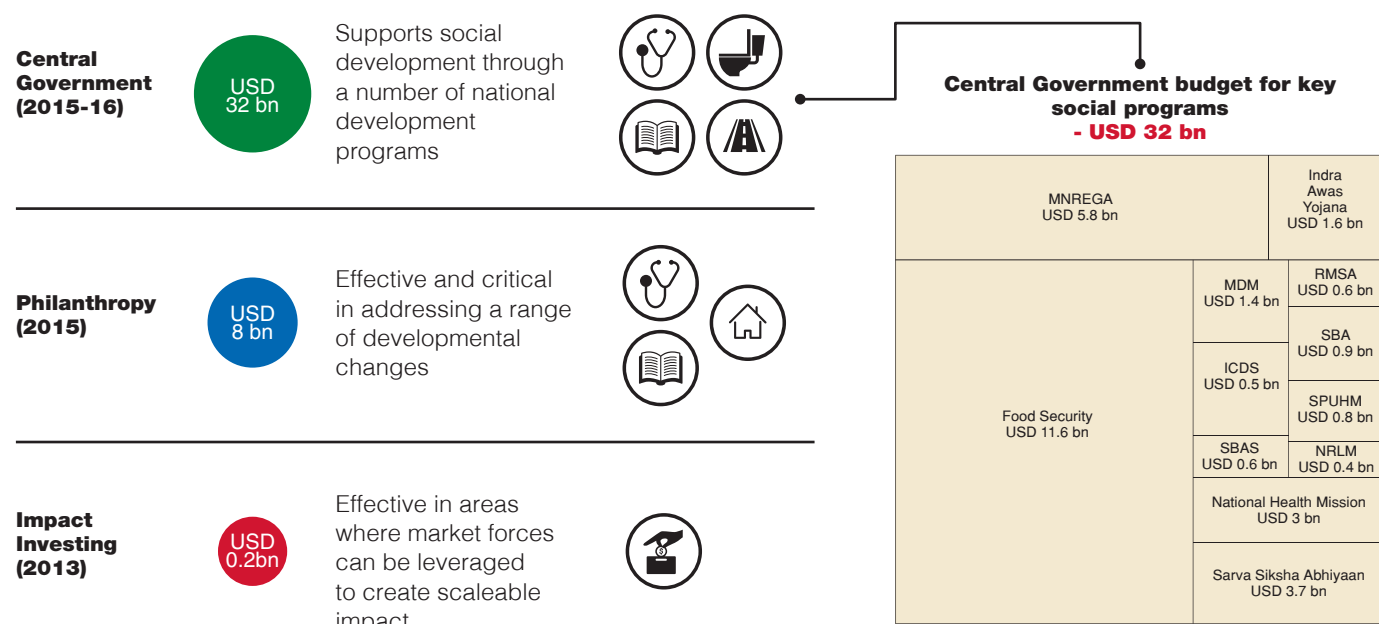 Central
Government
(2015-16)
USD
32 bn
Supports social
development through
a number of national
development
programs
Philanthropy
(2015)
USD
8 bn
Effective and critical
in addressing a range
of developmental
changes
Impact
Investing
(2013)
USD
0.2bn
Effective in areas
where market forces
can be leveraged
to create scaleable
impact
Central Government budget for key
social programs
- USD 32 bn
MNREGA
USD 5.8 bn
Indra
Awas
Yojana
USD 1.6 bn
Food Security
USD 11.6 bn
MDM
USD 1.4 bn
RMSA
USD 0.6 bn
SBA
USD 0.9 bn
ICDS
USD 0.5 bn
SPUHM
USD 0.8 bn
SBAS
USD 0.6 bn
NRLM
USD 0.4 bn
National Health Mission
USD 3 bn
Sarva Siksha Abhiyaan
USD 3.7 bn